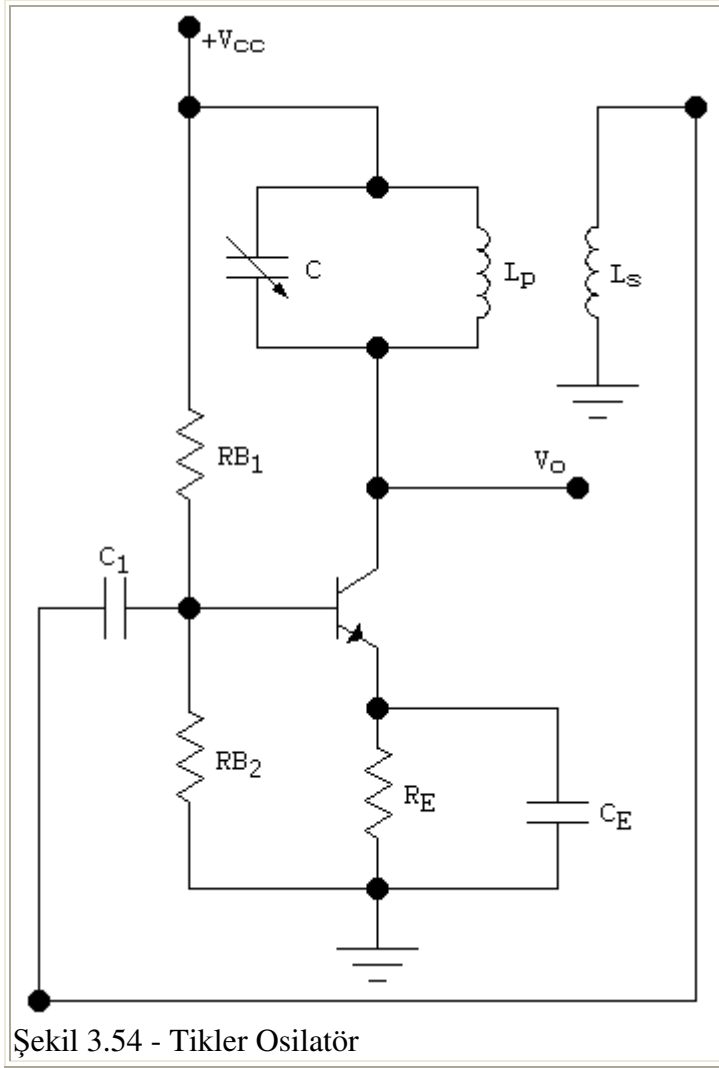 +Vcc
C
Lp
Ls
RB1
Vo
C1
RB2
RE
CE
Şekil 3.54 - Tikler Osilatör